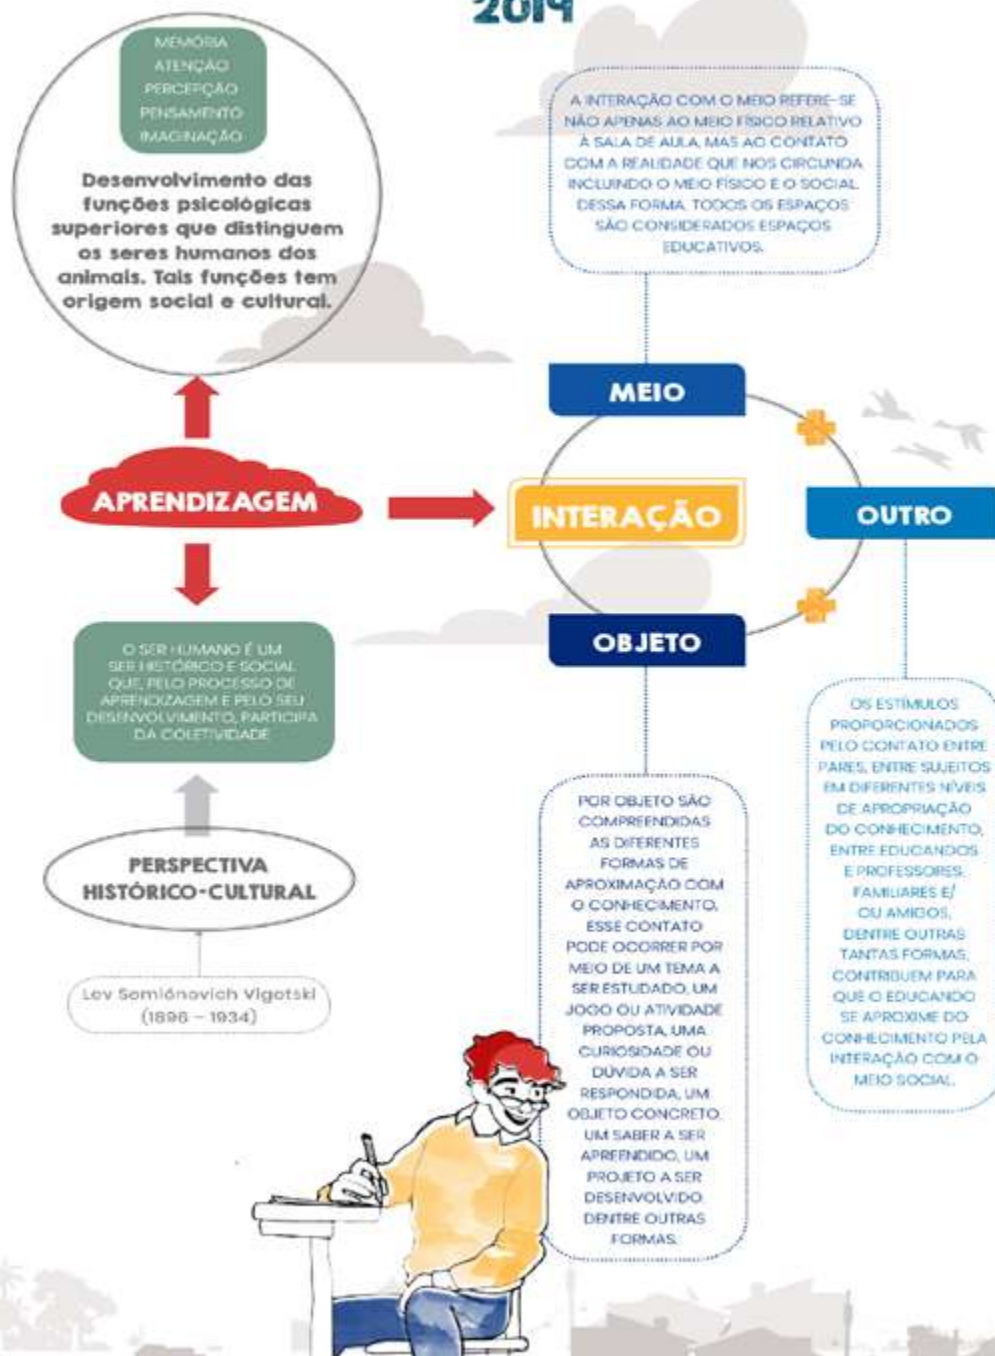 2019
MEMÓRIA
ATENÇÃO
PERCEPÇÃO
PENSAMENTO
IMAGINAÇÃO
Desenvolvimento das
funções psicológicas
superiores que distinguem
os seres humanos dos
animais. Tais funções tem
origem social e cultural.
A INTERAÇÃO COM O MEIO REFERE-SE
NÃO APENAS AO MEIO FÍSICO RELATIVO
À SALA DE AULA, MAS AO CONTATO
COM A REALIDADE QUE NOS CIRCUNDA
INCLUINDO O MEIO FÍSICO E O SOCIAL.
DESSA FORMA, TODOS OS ESPAÇOS
SÃO CONSIDERADOS ESPAÇOS
EDUCATIVOS.
MEIO
APRENDIZAGEM
INTERAÇÃO
OUTRO
OBJETO
O SER HUMANO É UM
SER HISTÓRICO E SOCIAL
QUE, PELO PROCESSO DE
APRENDIZAGEM E PELO SEU
DESENVOLVIMENTO, PARTICIPA
DA COLETIVIDADE
PERSPECTIVA
HISTÓRICO-CULTURAL
Lev Semiónovich Vigotski
(1896 – 1934)
POR OBJETO SÃO
COMPREENDIDAS
AS DIFERENTES
FORMAS DE
APROXIMAÇÃO COM
O CONHECIMENTO,
ESSE CONTATO
PODE OCORRER POR
MEIO DE UM TEMA A
SER ESTUDADO, UM
JOGO OU ATIVIDADE
PROPOSTA, UMA
CURIOSIDADE OU
DÚVIDA A SER
RESPONDIDA, UM
OBJETO CONCRETO,
UM SABER A SER
APREENDIDO, UM
PROJETO A SER
DESENVOLVIDO,
DENTRE OUTRAS
FORMAS.
OS ESTÍMULOS
PROPORCIONADOS
PELO CONTATO ENTRE
PARES, ENTRE SUJEITOS
EM DIFERENTES NÍVEIS
DE APROPRIAÇÃO
DO CONHECIMENTO,
ENTRE EDUCANDOS
E PROFESSORES,
FAMILIARES E/
OU AMIGOS,
DENTRE OUTRAS
TANTAS FORMAS,
CONTRIBUEM PARA
QUE O EDUCANDO
SE APROXIME DO
CONHECIMENTO PELA
INTERAÇÃO COM O
MEIO SOCIAL.